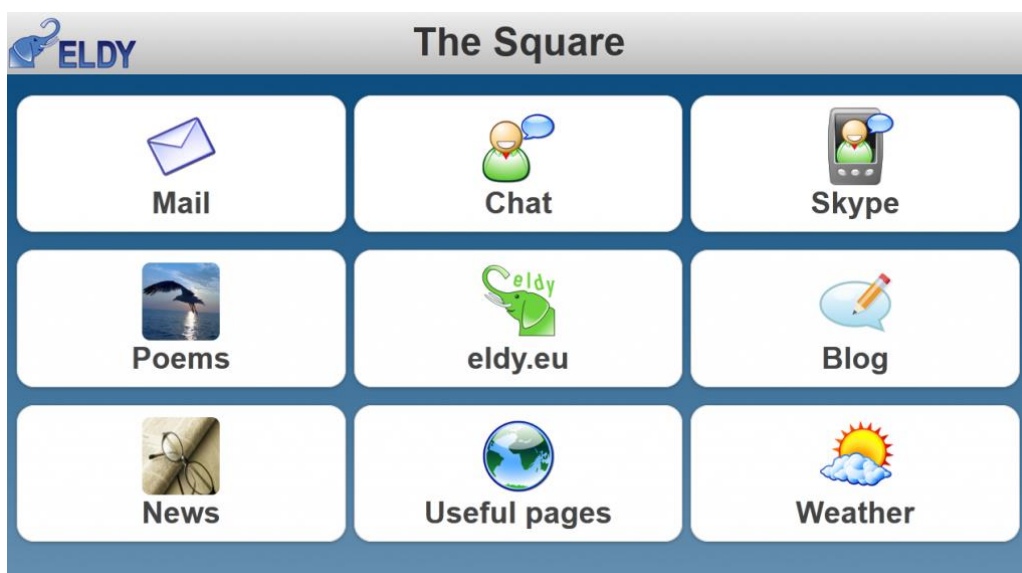 ELDY
The Square
Mail
Chat
Skype
Poems
eldy
eldy.eu
Blog
News
Useful pages
Weather